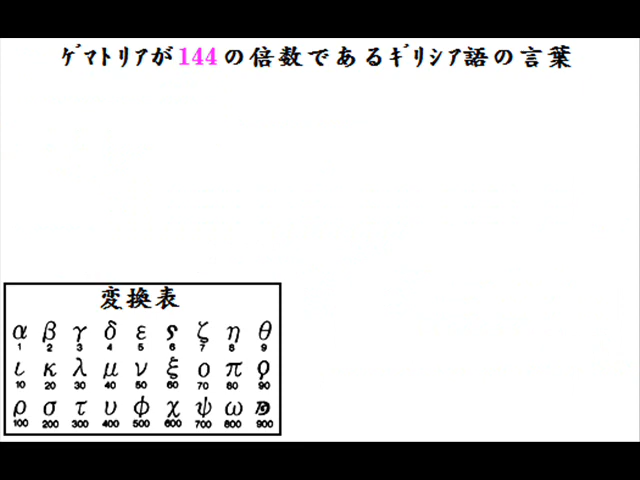 ｹﾞﾏﾄﾘｱが144の倍数であるｷﾞﾘｼｱ語の言葉
変換表
α β γ δ ε ς ζ η θ
1 2 3 4 5 6 7 8 9
ι κ λ μ ν ξ ο π ϙ
10 20 30 40 50 60 70 80 90
ρ σ τ υ φ χ ψ ω ϡ
100 200 300 400 500 600 700 800 900